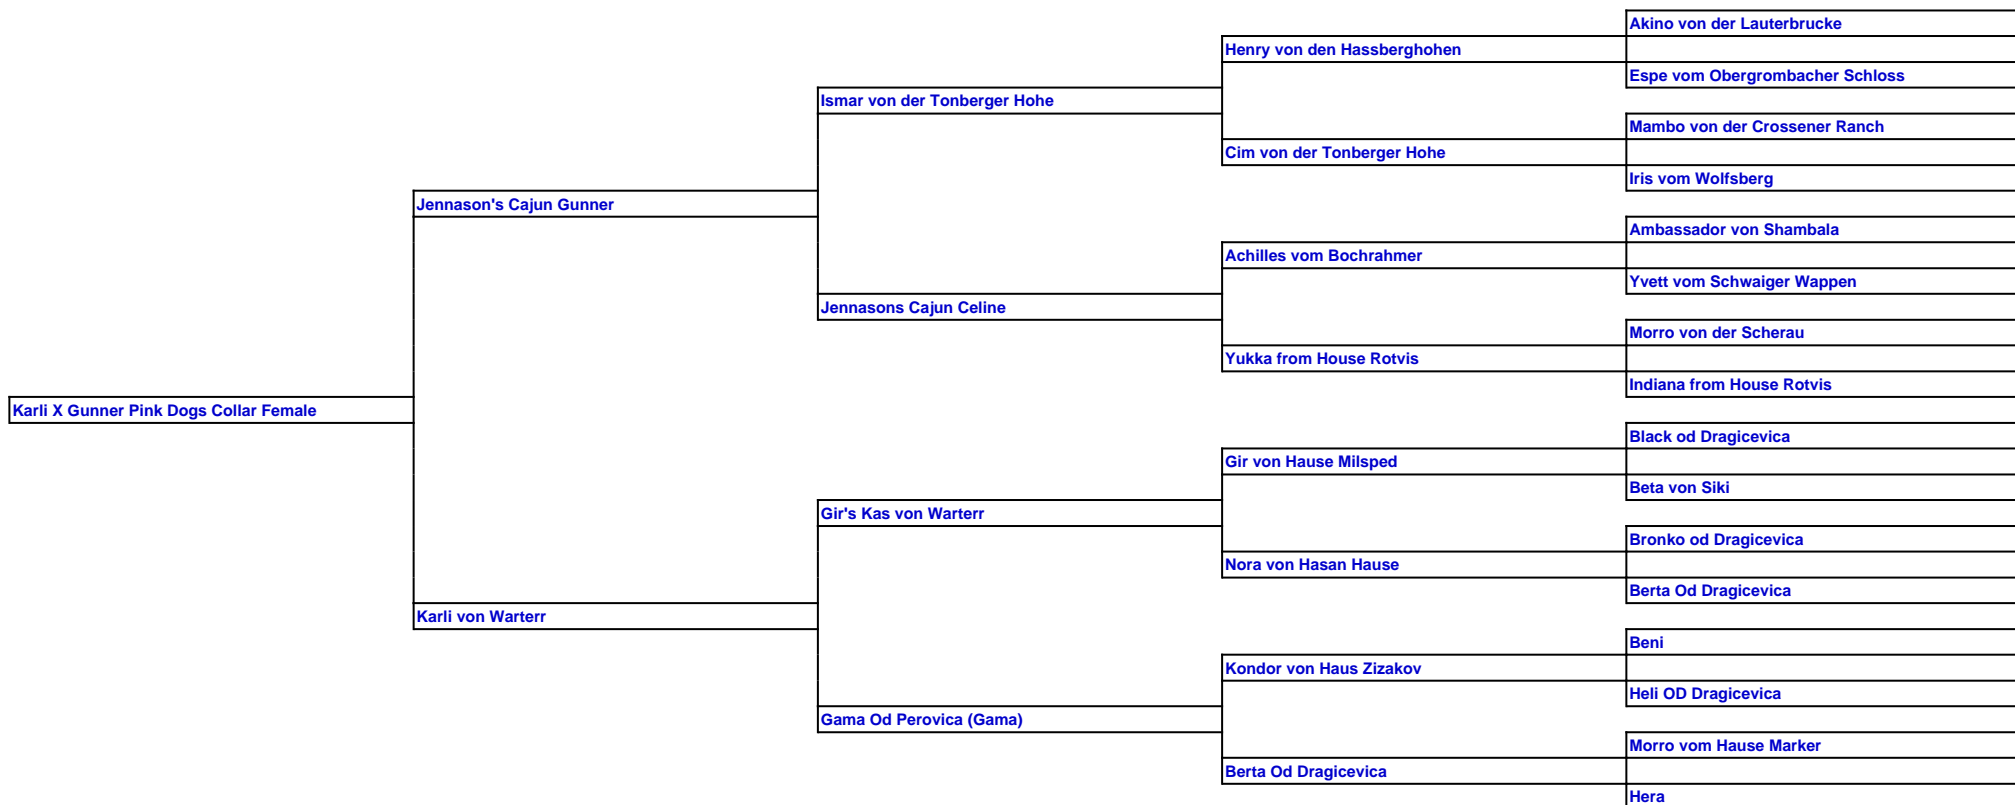 Akino von der Lauterbrucke
Henry von den Hassberghohen
Espe vom Obergrombacher Schloss
Ismar von der Tonberger Hohe
Mambo von der Crossener Ranch
Cim von der Tonberger Hohe
Iris vom Wolfsberg
Jennason's Cajun Gunner
Ambassador von Shambala
Achilles vom Bochrahmer
Yvett vom Schwaiger Wappen
Jennasons Cajun Celine
Morro von der Scherau
Yukka from House Rotvis
Indiana from House Rotvis
Karli X Gunner Pink Dogs Collar Female
Black od Dragicevica
Gir von Hause Milsped
Beta von Siki
Gir's Kas von Warterr
Bronko od Dragicevica
Nora von Hasan Hause
Berta Od Dragicevica
Karli von Warterr
Beni
Kondor von Haus Zizakov
Heli OD Dragicevica
Gama Od Perovica (Gama)
Morro vom Hause Marker
Berta Od Dragicevica
Hera